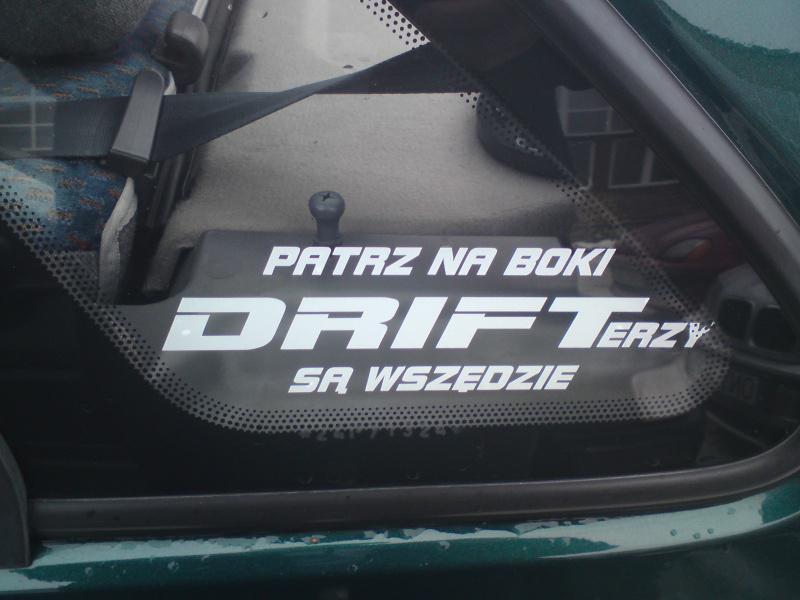 PATRZ NA BOKI
DRIFTERZY
SĄ WSZĘDZIE